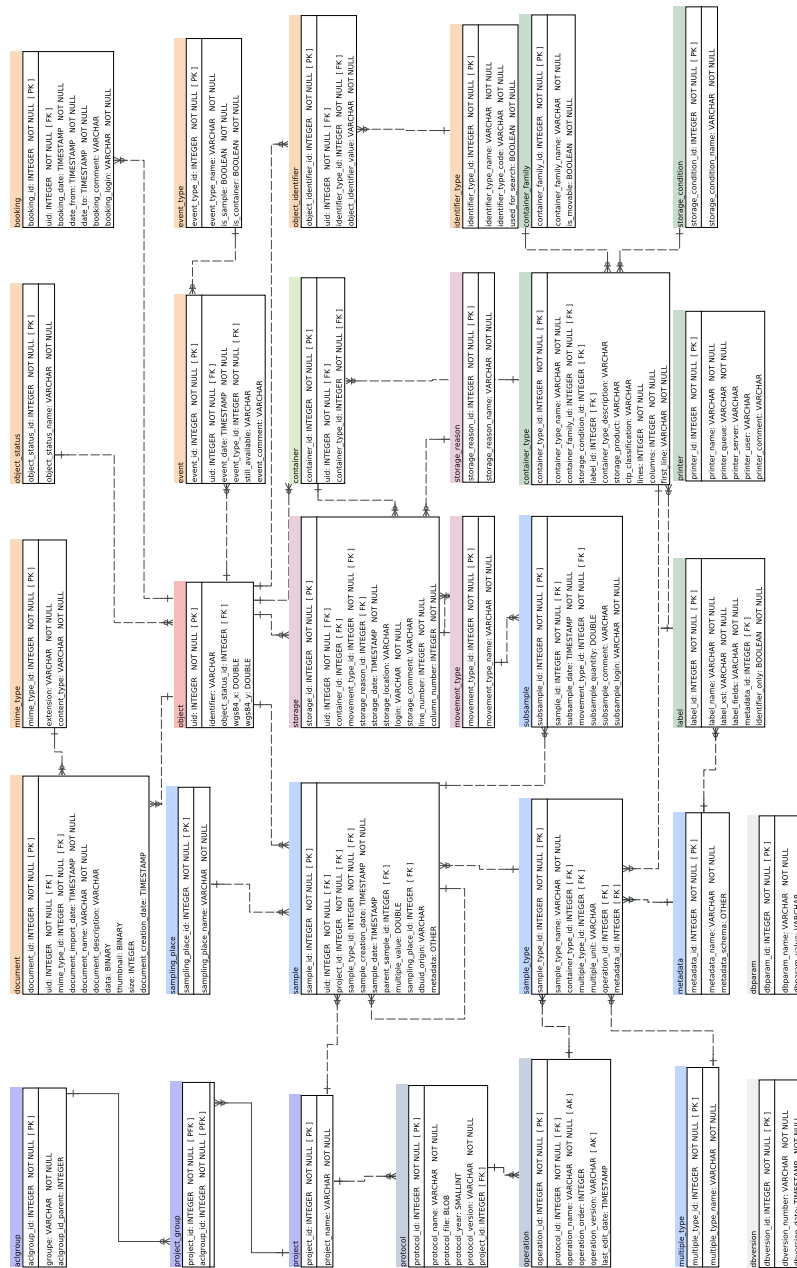 aclgroup
aclgroup_id: INTEGER NOT NULL [ PK ]
groupe: VARCHAR NOT NULL
aclgroup_id_parent: INTEGER
document
document_id: INTEGER NOT NULL [ PK ]
uid: INTEGER NOT NULL [ FK ]
mime_type_id: INTEGER NOT NULL [ FK ]
document_import_date: TIMESTAMP NOT NULL
document_name: VARCHAR NOT NULL
document_description: VARCHAR
data: BINARY
thumbnail: BINARY
size: INTEGER
document_creation_date: TIMESTAMP
mime_type
mime_type_id: INTEGER NOT NULL [ PK ]
extension: VARCHAR NOT NULL
content_type: VARCHAR NOT NULL
object_status
object_status_id: INTEGER NOT NULL [ PK ]
object_status_name: VARCHAR NOT NULL
booking
booking_id: INTEGER NOT NULL [ PK ]
uid: INTEGER NOT NULL [ FK ]
booking_date: TIMESTAMP NOT NULL
date_from: TIMESTAMP NOT NULL
date_to: TIMESTAMP NOT NULL
booking_comment: VARCHAR
booking_login: VARCHAR NOT NULL
project_group
project_id: INTEGER NOT NULL [ PFK ]
aclgroup_id: INTEGER NOT NULL [ PFK ]
sampling_place
sampling_place_id: INTEGER NOT NULL [ PK ]
sampling_place_name: VARCHAR NOT NULL
object
uid: INTEGER NOT NULL [ PK ]
identifier: VARCHAR
object_status_id: INTEGER [ FK ]
wgs84_x: DOUBLE
wgs84_y: DOUBLE
event
event_id: INTEGER NOT NULL [ PK ]
uid: INTEGER NOT NULL [ FK ]
event_date: TIMESTAMP NOT NULL
event_type_id: INTEGER NOT NULL [ FK ]
still_available: VARCHAR
event_comment: VARCHAR
event_type
event_type_id: INTEGER NOT NULL [ PK ]
event_type_name: VARCHAR NOT NULL
is_sample: BOOLEAN NOT NULL
is_container: BOOLEAN NOT NULL
project
project_id: INTEGER NOT NULL [ PK ]
project_name: VARCHAR NOT NULL
sample
sample_id: INTEGER NOT NULL [ PK ]
uid: INTEGER NOT NULL [ FK ]
project_id: INTEGER NOT NULL [ FK ]
sample_type_id: INTEGER NOT NULL [ FK ]
sample_creation_date: TIMESTAMP NOT NULL
sample_date: TIMESTAMP
parent_sample_id: INTEGER [ FK ]
multiple_value: DOUBLE
sampling_place_id: INTEGER [ FK ]
dbuid_origin: VARCHAR
metadata: OTHER
storage
storage_id: INTEGER NOT NULL [ PK ]
uid: INTEGER NOT NULL [ FK ]
container_id: INTEGER [ FK ]
movement_type_id: INTEGER NOT NULL [ FK ]
storage_reason_id: INTEGER [ FK ]
storage_date: TIMESTAMP NOT NULL
storage_location: VARCHAR
login: VARCHAR NOT NULL
storage_comment: VARCHAR
line_number: INTEGER NOT NULL
column_number: INTEGER NOT NULL
container
container_id: INTEGER NOT NULL [ PK ]
uid: INTEGER NOT NULL [ FK ]
container_type_id: INTEGER NOT NULL [ FK ]
object_identifier
object_identifier_id: INTEGER NOT NULL [ PK ]
uid: INTEGER NOT NULL [ FK ]
identifier_type_id: INTEGER NOT NULL [ FK ]
object_identifier_value: VARCHAR NOT NULL
protocol
protocol_id: INTEGER NOT NULL [ PK ]
protocol_name: VARCHAR NOT NULL
protocol_file: BLOB
protocol_year: SMALLINT
protocol_version: VARCHAR NOT NULL
project_id: INTEGER [ FK ]
movement_type
movement_type_id: INTEGER NOT NULL [ PK ]
movement_type_name: VARCHAR NOT NULL
storage_reason
storage_reason_id: INTEGER NOT NULL [ PK ]
storage_reason_name: VARCHAR NOT NULL
identifier_type
identifier_type_id: INTEGER NOT NULL [ PK ]
identifier_type_name: VARCHAR NOT NULL
identifier_type_code: VARCHAR NOT NULL
used for search: BOOLEAN NOT NULL
operation
operation_id: INTEGER NOT NULL [ PK ]
protocol_id: INTEGER NOT NULL [ FK ]
operation_name: VARCHAR NOT NULL [ AK ]
operation_order: INTEGER
operation_version: VARCHAR [ AK ]
last_edit_date: TIMESTAMP
sample_type
sample_type_id: INTEGER NOT NULL [ PK ]
sample_type_name: VARCHAR NOT NULL
container_type_id: INTEGER [ FK ]
multiple_type_id: INTEGER [ FK ]
multiple_unit: VARCHAR
operation_id: INTEGER [ FK ]
metadata_id: INTEGER [ FK ]
subsample
subsample_id: INTEGER NOT NULL [ PK ]
sample_id: INTEGER NOT NULL [ FK ]
subsample_date: TIMESTAMP NOT NULL
movement_type_id: INTEGER NOT NULL [ FK ]
subsample_quantity: DOUBLE
subsample_comment: VARCHAR
subsample_login: VARCHAR NOT NULL
container_type
container_type_id: INTEGER NOT NULL [ PK ]
container_type_name: VARCHAR NOT NULL
container_family_id: INTEGER NOT NULL [ FK ]
storage_condition_id: INTEGER [ FK ]
label_id: INTEGER [ FK ]
container_type_description: VARCHAR
storage_product: VARCHAR
clp_classification: VARCHAR
lines: INTEGER NOT NULL
columns: INTEGER NOT NULL
first_line: VARCHAR NOT NULL
container_family
container_family_id: INTEGER NOT NULL [ PK ]
container_family_name: VARCHAR NOT NULL
is_movable: BOOLEAN NOT NULL
multiple_type
multiple_type_id: INTEGER NOT NULL [ PK ]
multiple_type_name: VARCHAR NOT NULL
metadata
metadata_id: INTEGER NOT NULL [ PK ]
metadata_name: VARCHAR NOT NULL
metadata_schema: OTHER
label
label_id: INTEGER NOT NULL [ PK ]
label_name: VARCHAR NOT NULL
label_xsl: VARCHAR NOT NULL
label_fields: VARCHAR NOT NULL
metadata_id: INTEGER [ FK ]
identifier_only: BOOLEAN NOT NULL
printer
printer_id: INTEGER NOT NULL [ PK ]
printer_name: VARCHAR NOT NULL
printer_queue: VARCHAR NOT NULL
printer_server: VARCHAR
printer_user: VARCHAR
printer_comment: VARCHAR
storage_condition
storage_condition_id: INTEGER NOT NULL [ PK ]
storage_condition_name: VARCHAR NOT NULL
dbversion
dbversion_id: INTEGER NOT NULL [ PK ]
dbversion_number: VARCHAR NOT NULL
dbparam
dbparam_id: INTEGER NOT NULL [ PK ]
dbparam_name: VARCHAR NOT NULL